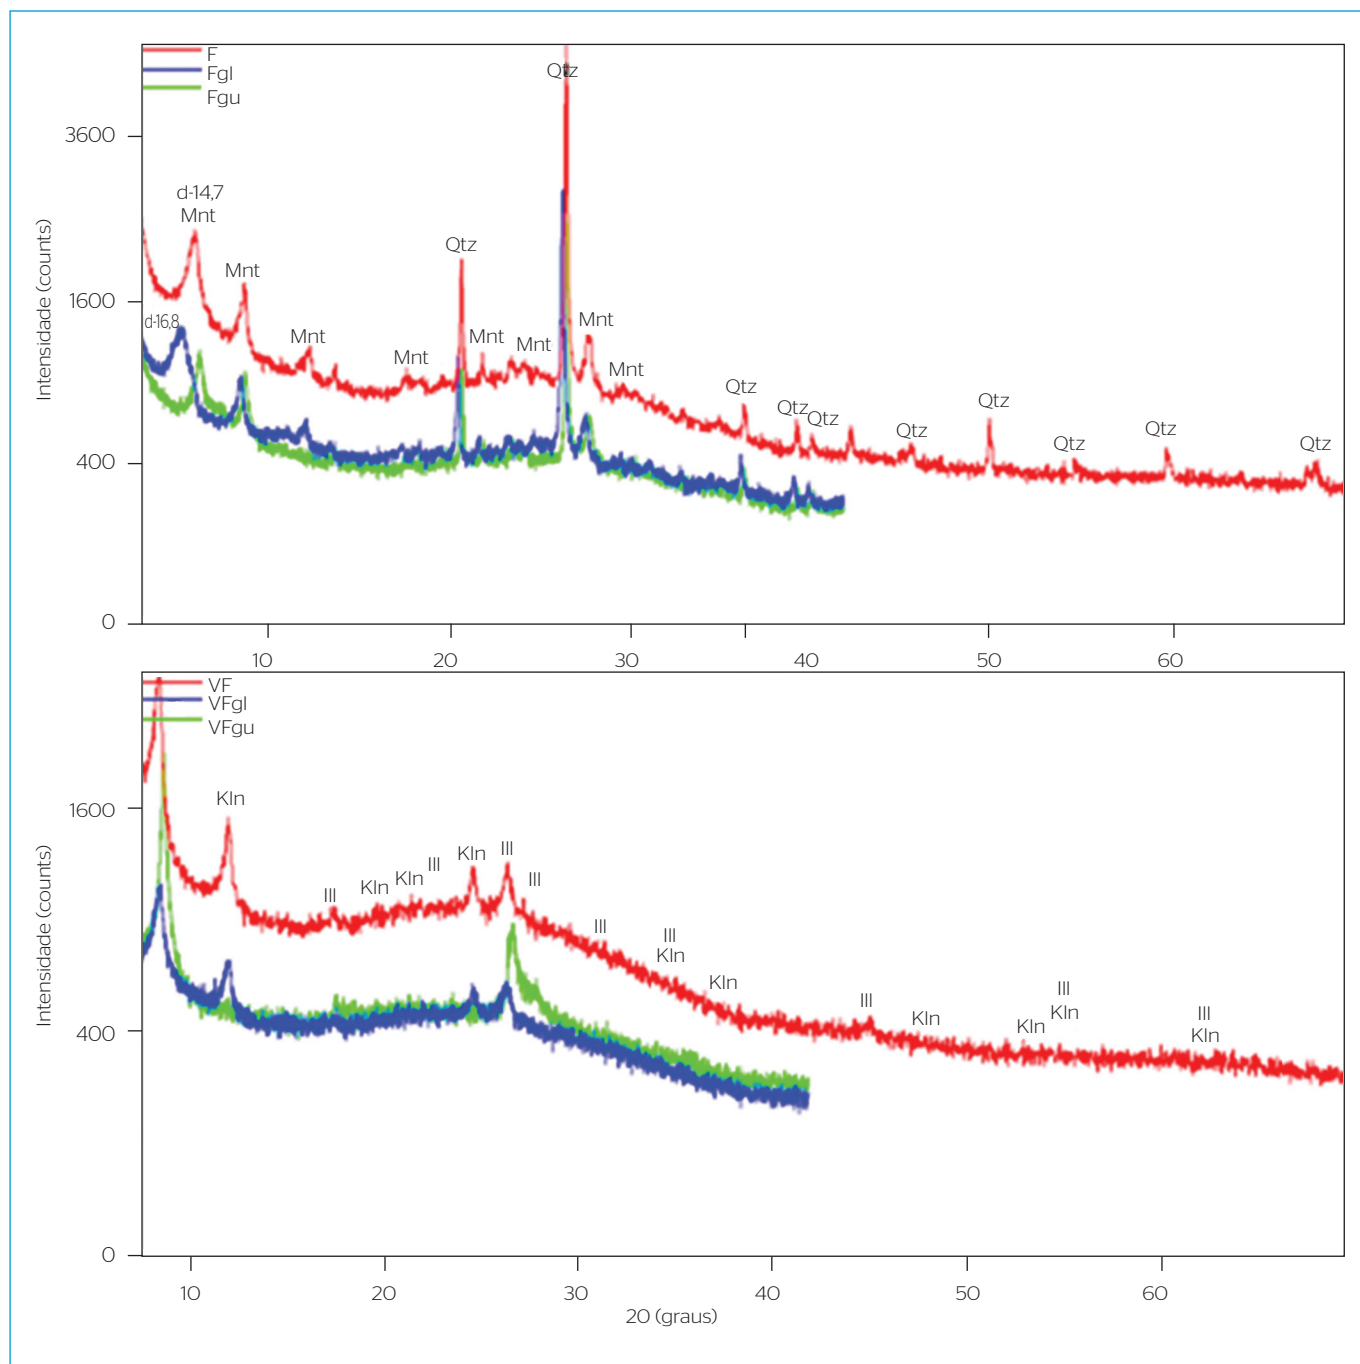 F
Fgl
Fgu
Qtz
3600
d-14,7
Mnt
Qtz
Mnt
1600
d-16,8
Mnt
Mnt
Mnt
Mnt
Mnt
Mnt
Qtz
Qtz
Qtz
Qtz
Qtz
Qtz
Qtz
Qtz
400
0
Intensidade (counts)
10 20 30 40 50 60
VF
VFgl
VFgu
1600
Kln
Ill
Kln
Kln
Ill
Kln
Ill
Ill
Ill
Ill
Kln
Kln
Ill
Kln
Kln
Ill
Kln
Ill
Kln
400
0
Intensidade (counts)
10 20 30 40 50 60
20 (graus)